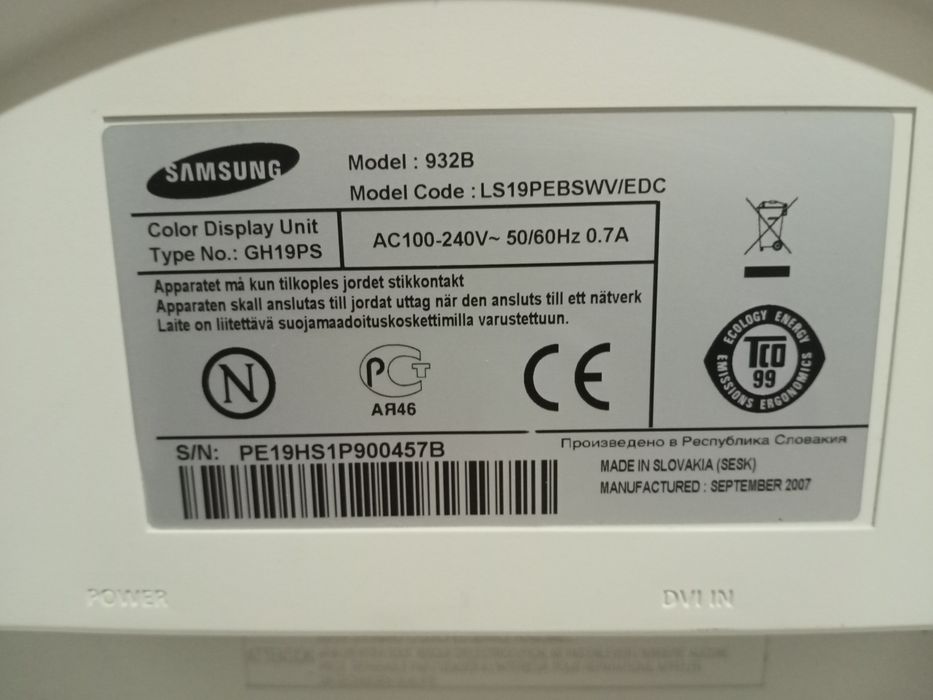 SAMSUNG
Model : 932B
Model Code : LS19PEBSWV/EDC
Color Display Unit
Type No.: GH19PS
AC100-240V~ 50/60Hz 0.7A
Apparatet må kun tilkoples jordet stikkontakt
Apparaten skall anslutas till jordat uttag när den ansluts till ett nätverk
Laite on liitettävä suojamaadoituskoskettimilla varustettuun.
N
РСТ
АЯ46
CE
ECOLOGY ENERGY
TCO
99
EMISSIONS ERGONOMICS
S/N: PE19HS1P900457B
Произведено в Республика Словакия
MADE IN SLOVAKIA (SESK)
MANUFACTURED : SEPTEMBER 2007
POWER
DVI IN